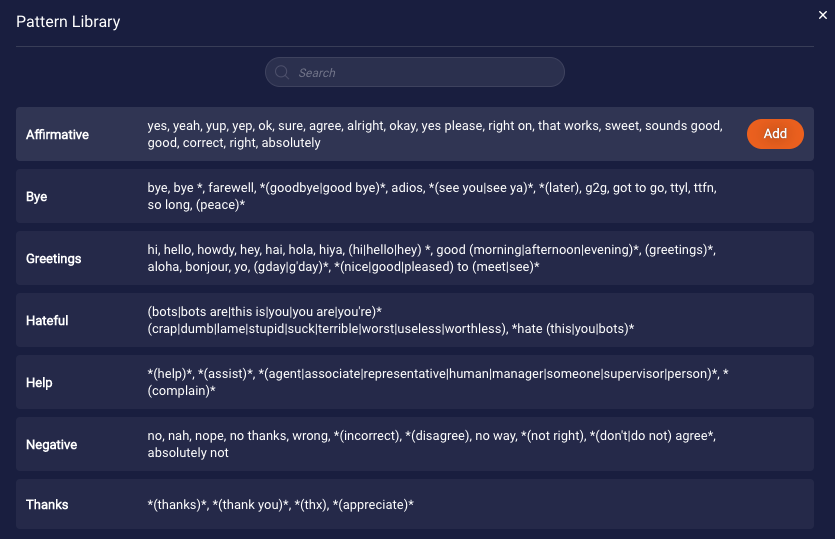 Pattern Library
×
Search
Affirmative
yes, yeah, yup, yep, ok, sure, agree, alright, okay, yes please, right on, that works, sweet, sounds good,
good, correct, right, absolutely
Add
Bye
bye, bye *, farewell, *(goodbye|good bye)*, adios, *(see you|see ya)*, *(later), g2g, got to go, ttyl, ttfn,
so long, (peace)*
Greetings
hi, hello, howdy, hey, hai, hola, hiya, (hi|hello|hey) *, good (morning|afternoon|evening)*, (greetings)*,
aloha, bonjour, yo, (gday|g'day)*, *(nice|good|pleased) to (meet|see)*
Hateful
(bots|bots are|this is|you|you are|you're)*
(crap|dumb|lame|stupid|suck|terrible|worst|useless|worthless), *hate (this|you|bots)*
Help
*(help)*, *(assist)*, *(agent|associate|representative|human|manager|someone|supervisor|person)*, *
(complain)*
Negative
no, nah, nope, no thanks, wrong, *(incorrect), *(disagree), no way, *(not right), *(don't|do not) agree*,
absolutely not
Thanks
*(thanks)*, *(thank you)*, *(thx), *(appreciate)*